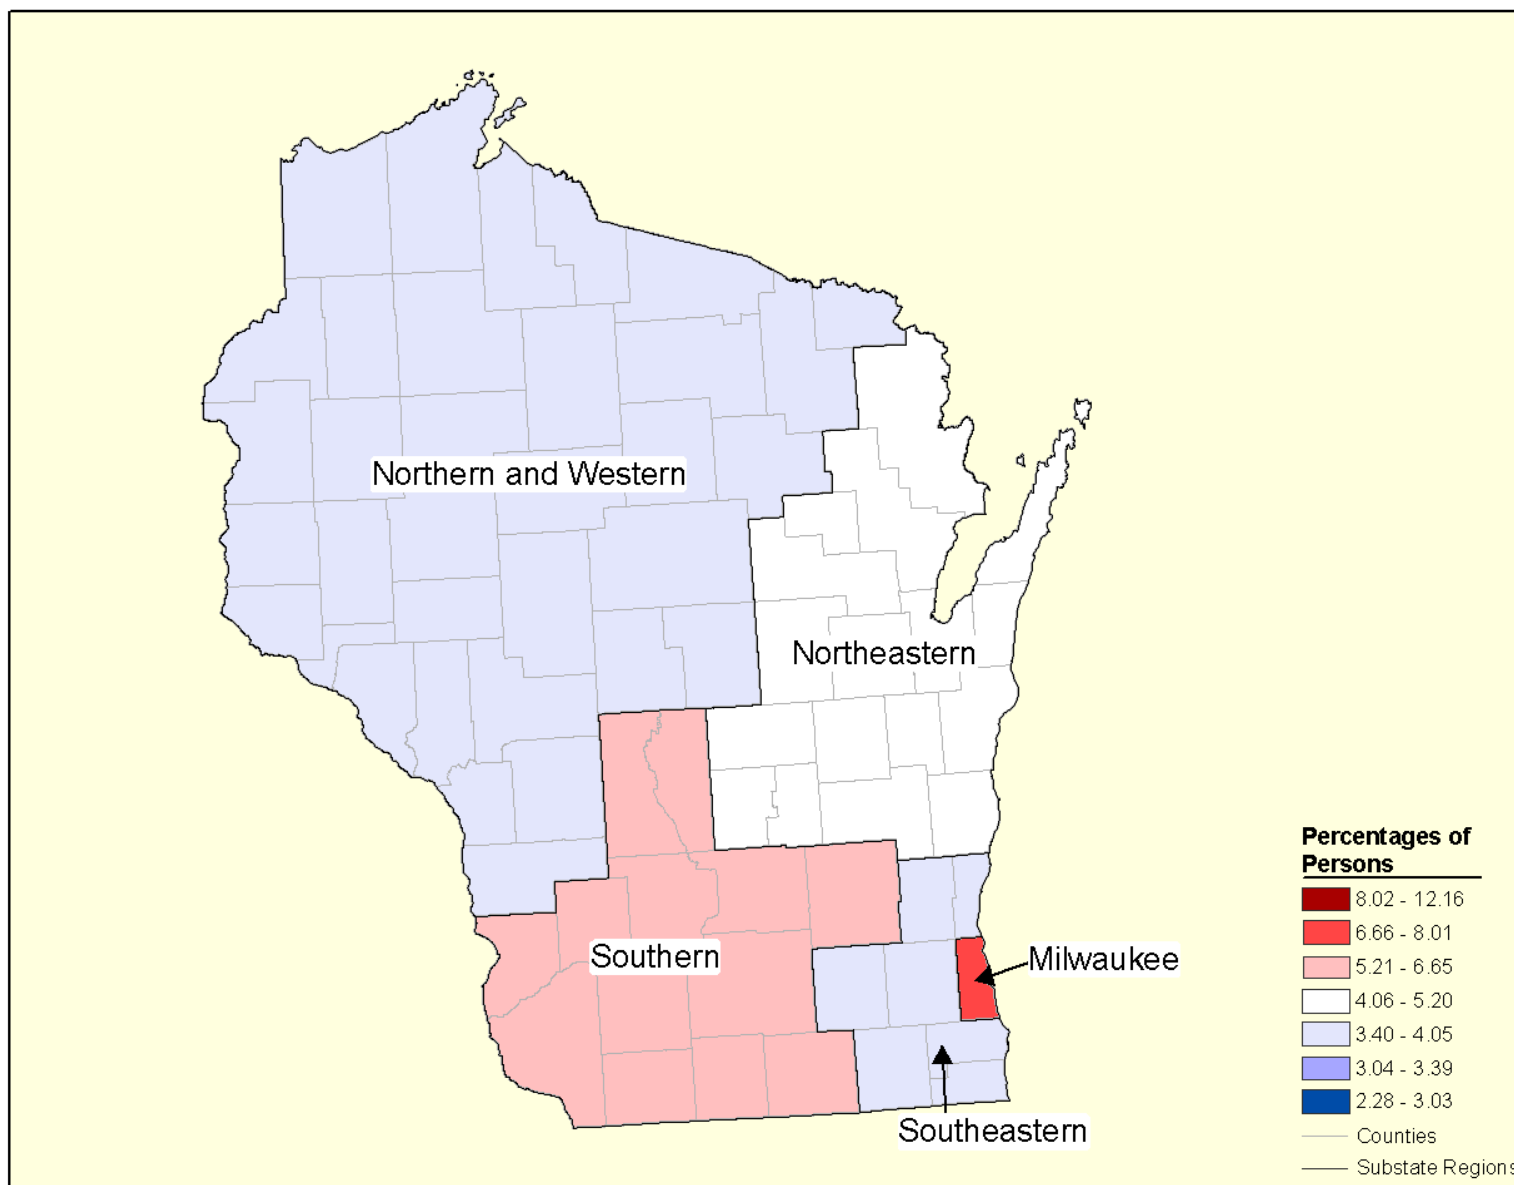 Northern and Western
Northeastern
Southern
Milwaukee
Southeastern
Percentages of
Persons
8.02 - 12.16
6.66 - 8.01
5.21 - 6.65
4.06 - 5.20
3.40 - 4.05
3.04 - 3.39
2.28 - 3.03
Counties
Substate Regions